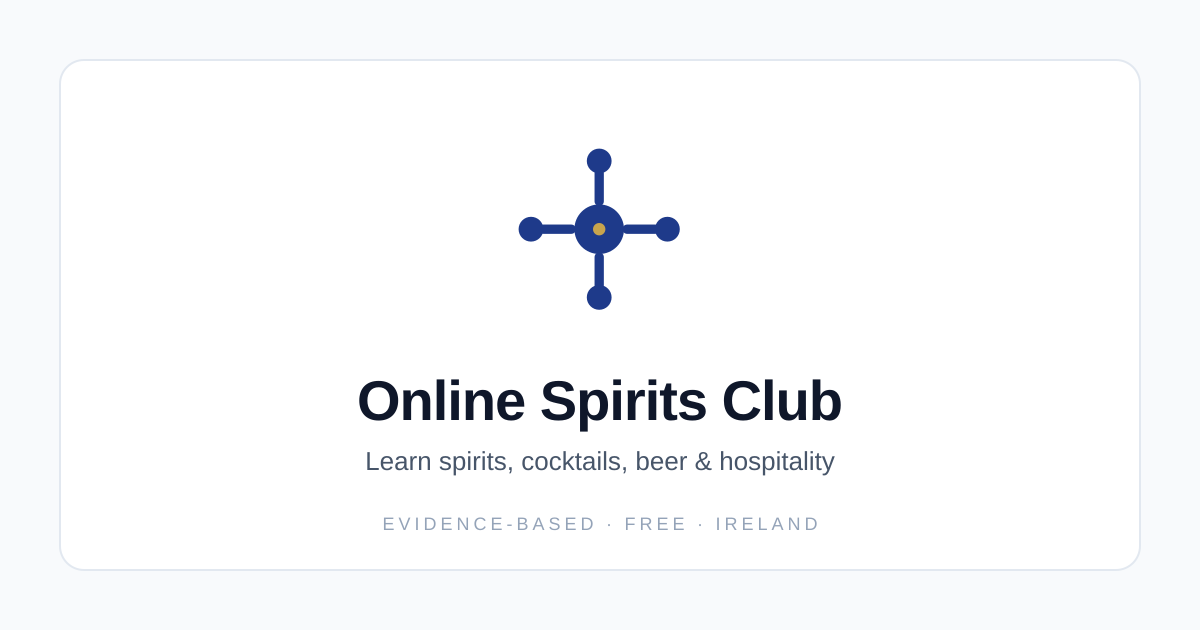 Online Spirits Club
Learn spirits, cocktails, beer & hospitality
EVIDENCE-BASED · FREE · IRELAND